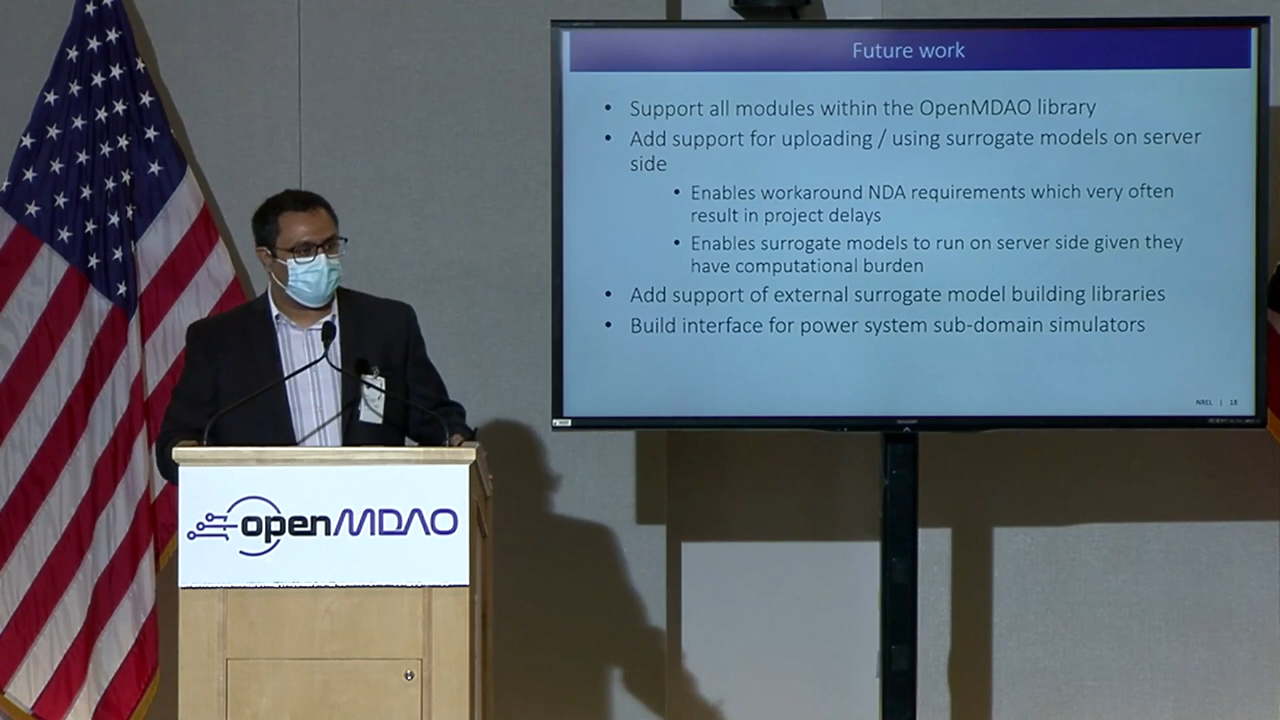 Future work
• Support all modules within the OpenMDAO library
• Add support for uploading / using surrogate models on server
side
• Enables workaround NDA requirements which very often
result in project delays
• Enables surrogate models to run on server side given they
have computational burden
• Add support of external surrogate model building libraries
• Build interface for power system sub-domain simulators
NREL | 18
openMDAO